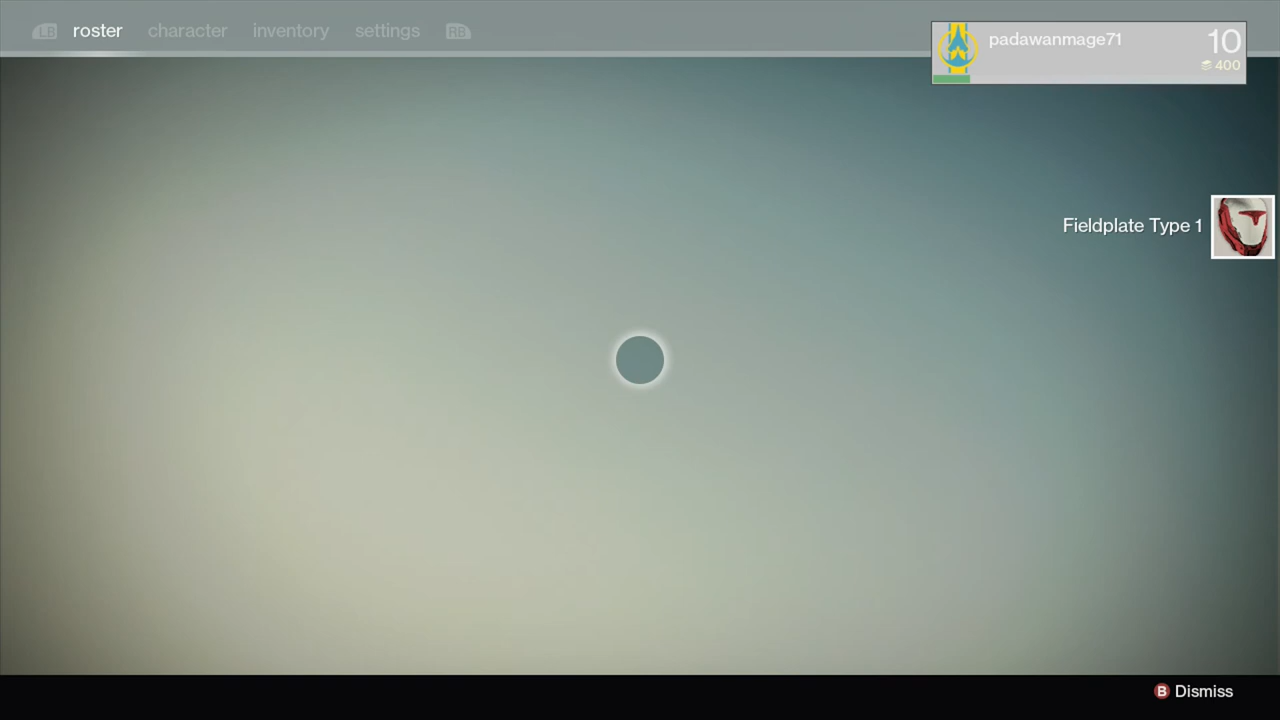 LB roster character inventory settings RB
padawanmage71
10
400
Fieldplate Type 1
B Dismiss